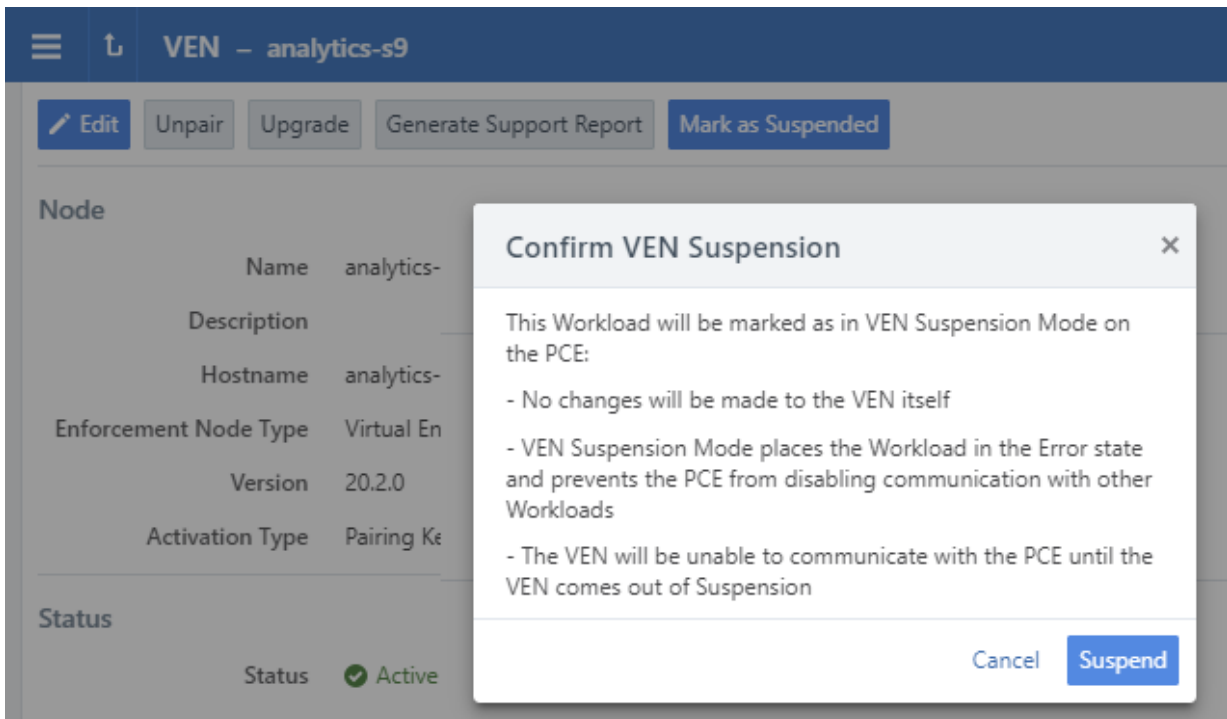 VEN – analytics-s9
Edit Unpair Upgrade Generate Support Report Mark as Suspended
Node
Name analytics-
Description
Hostname analytics-
Enforcement Node Type Virtual En
Version 20.2.0
Activation Type Pairing Ke
Status
Status Active
Confirm VEN Suspension
This Workload will be marked as in VEN Suspension Mode on
the PCE:
- No changes will be made to the VEN itself
- VEN Suspension Mode places the Workload in the Error state
and prevents the PCE from disabling communication with other
Workloads
- The VEN will be unable to communicate with the PCE until the
VEN comes out of Suspension
Cancel Suspend